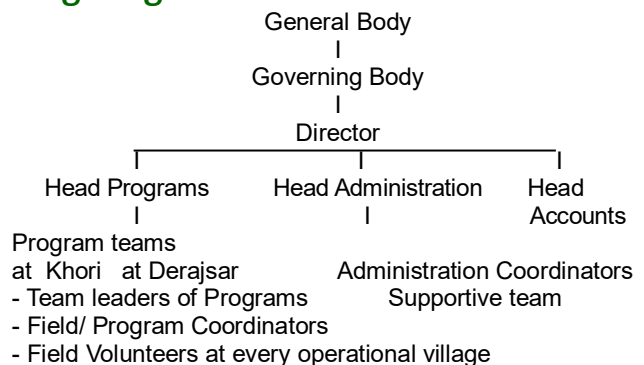 General Body
Governing Body
Director
Head Programs Head Administration Head
Accounts
Program teams
at Khori at Derajsar Administration Coordinators
- Team leaders of Programs Supportive team
- Field/ Program Coordinators
- Field Volunteers at every operational village